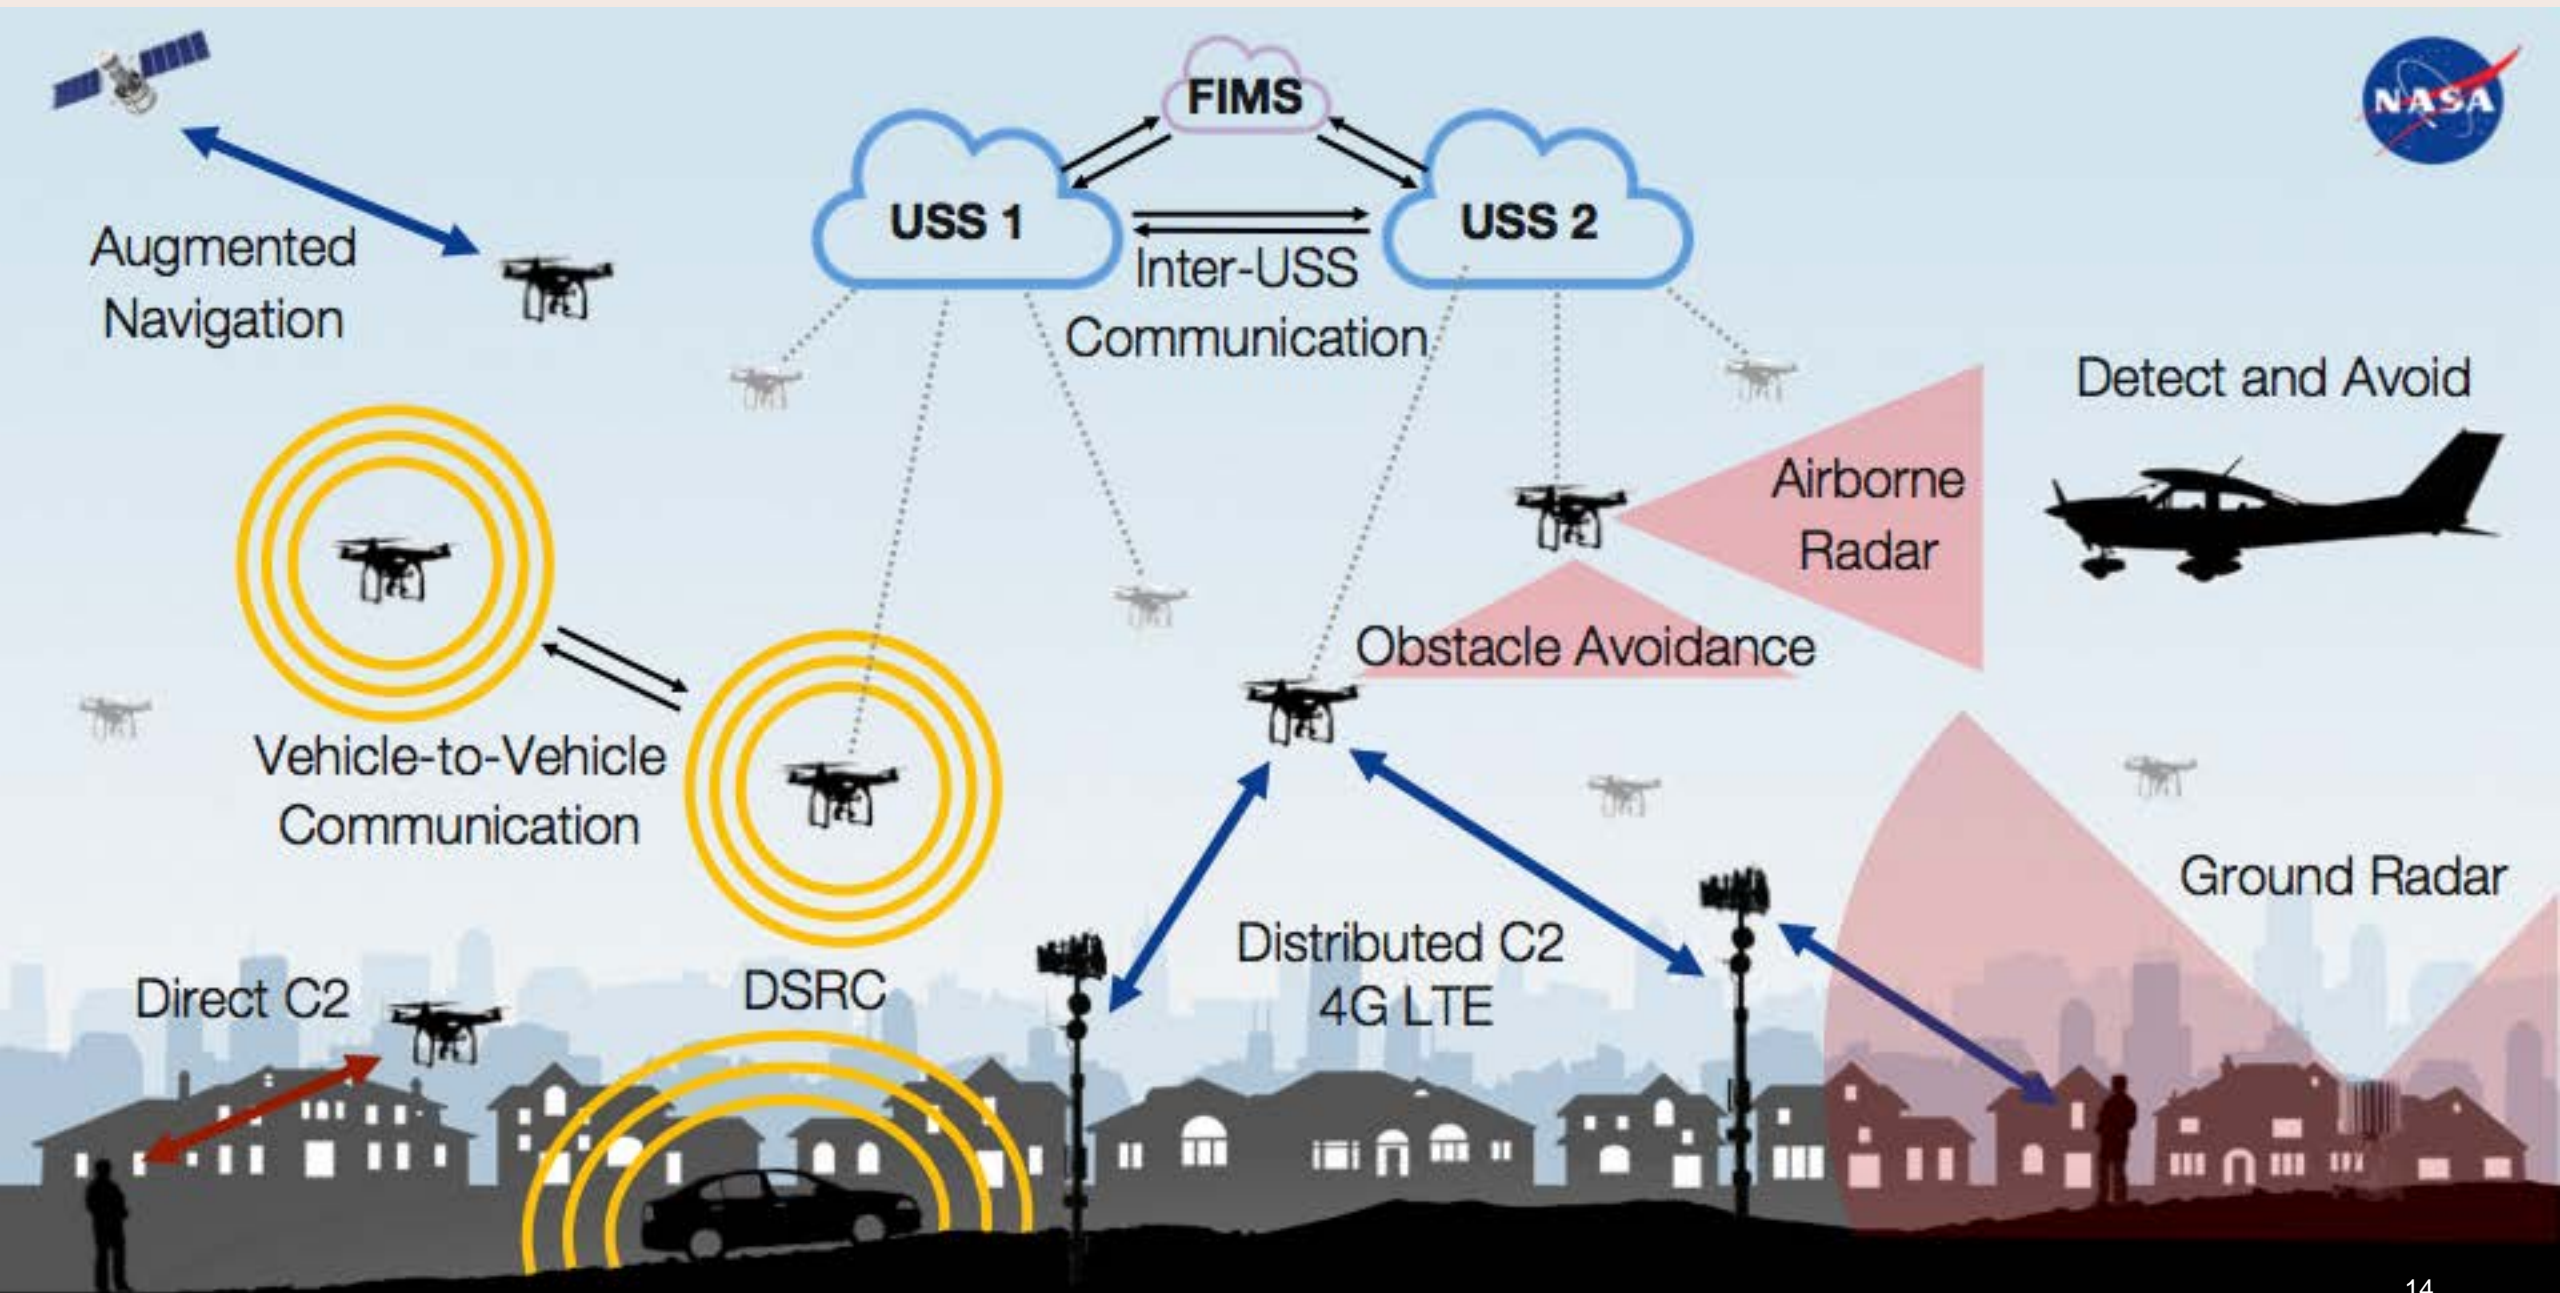 FIMS
NASA
USS 1
USS 2
Inter-USS
Communication
Augmented
Navigation
Detect and Avoid
Airborne
Radar
Obstacle Avoidance
Vehicle-to-Vehicle
Communication
Ground Radar
Distributed C2
4G LTE
Direct C2
DSRC
14